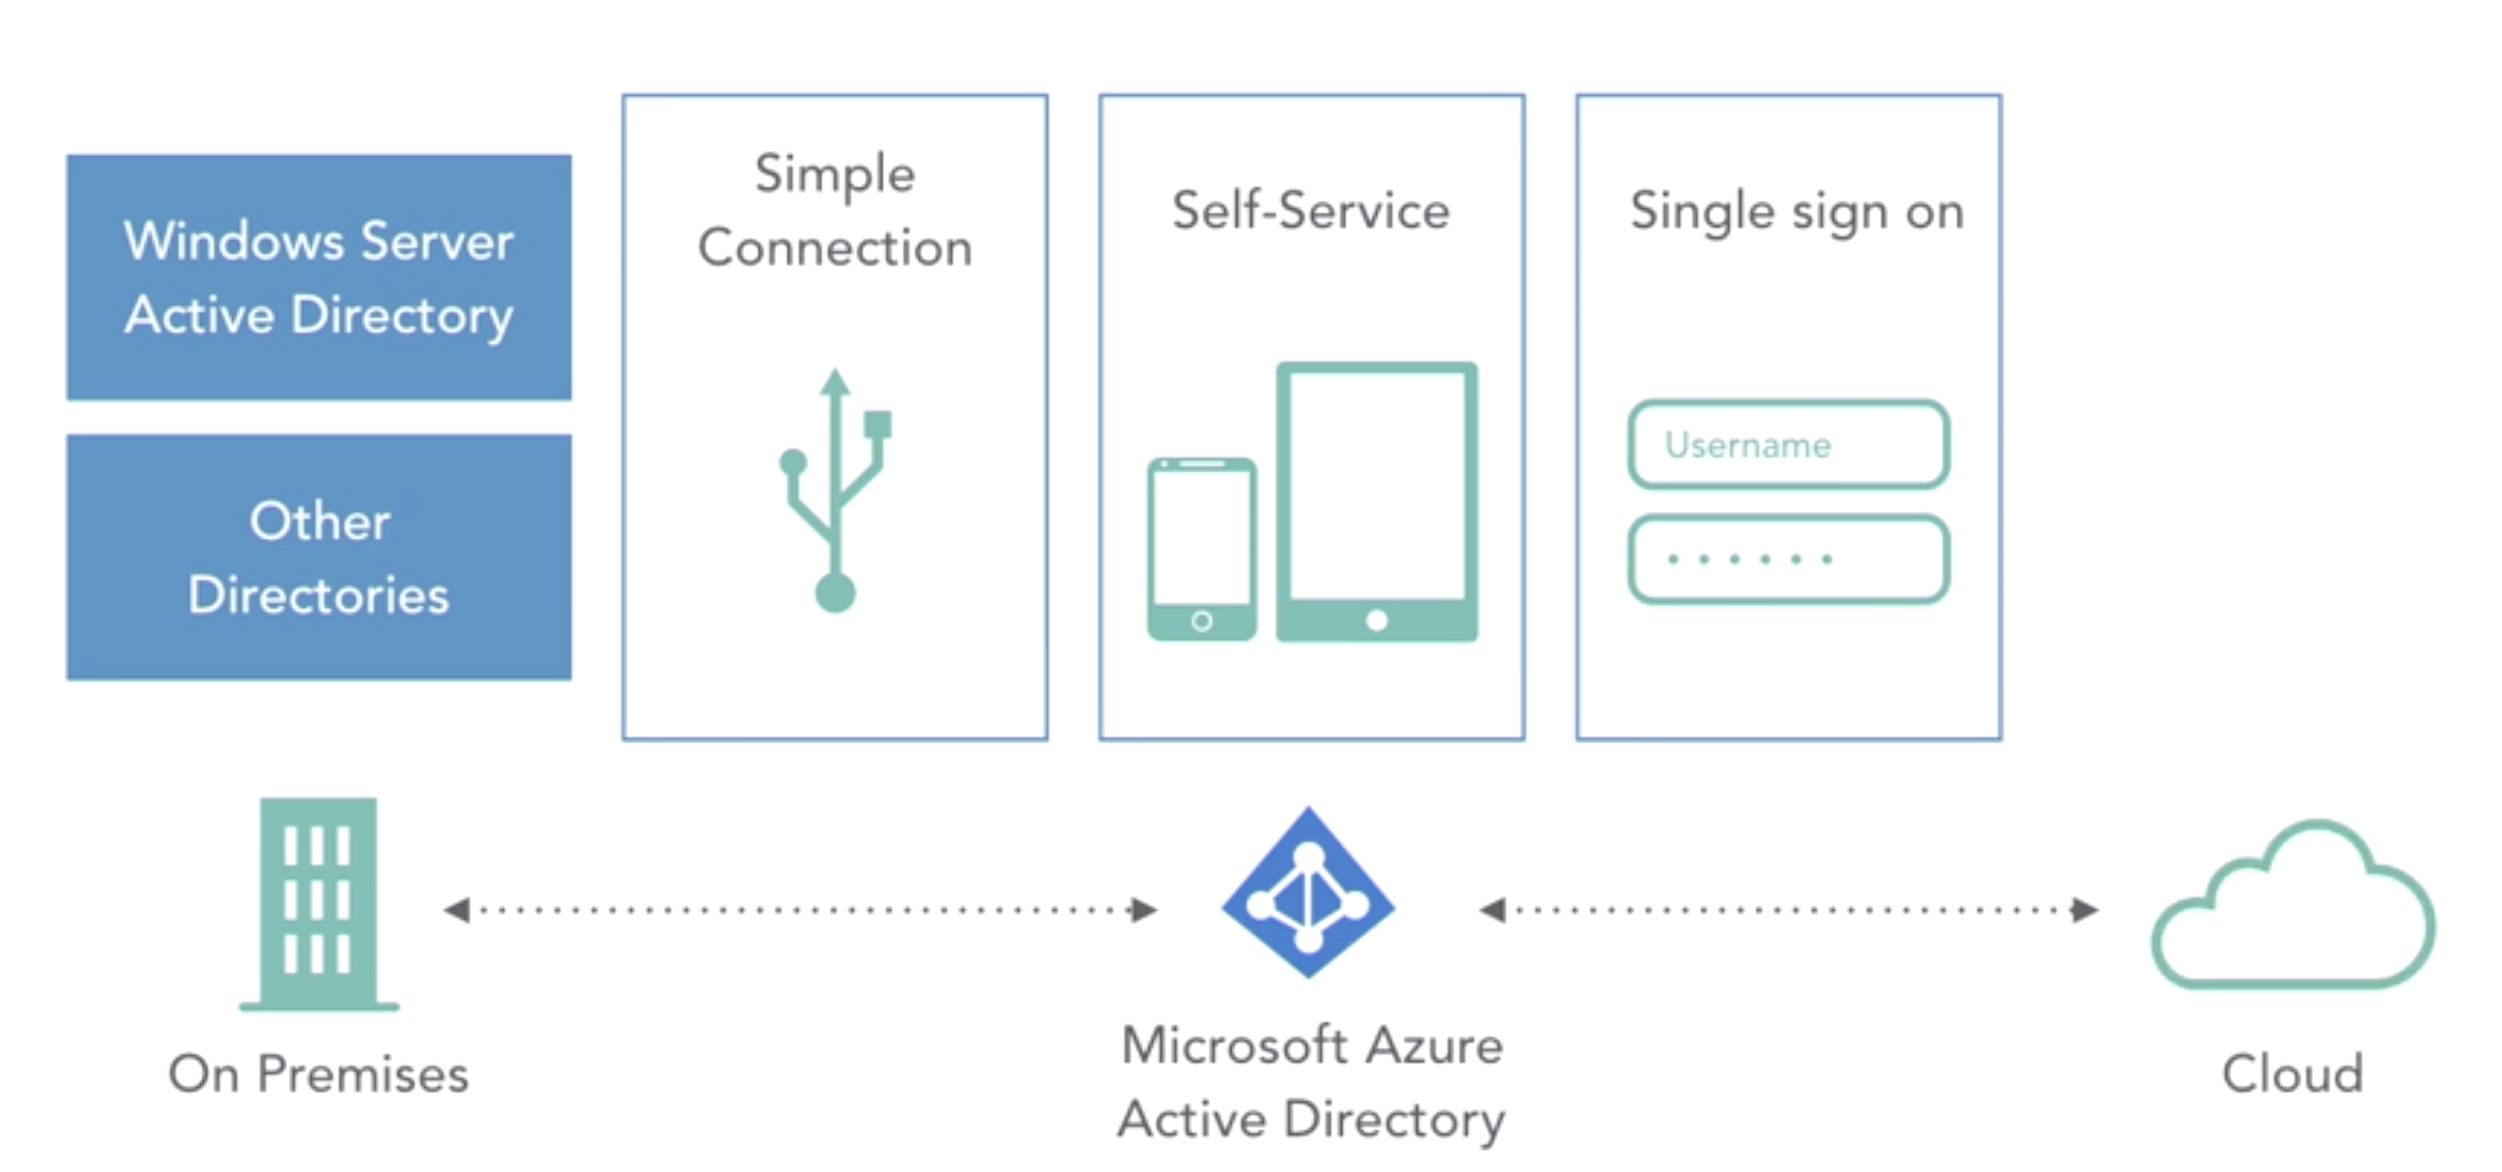 Windows Server
Active Directory
Other
Directories
Simple
Connection
Self-Service
Single sign on
Username
On Premises
Microsoft Azure
Active Directory
Cloud